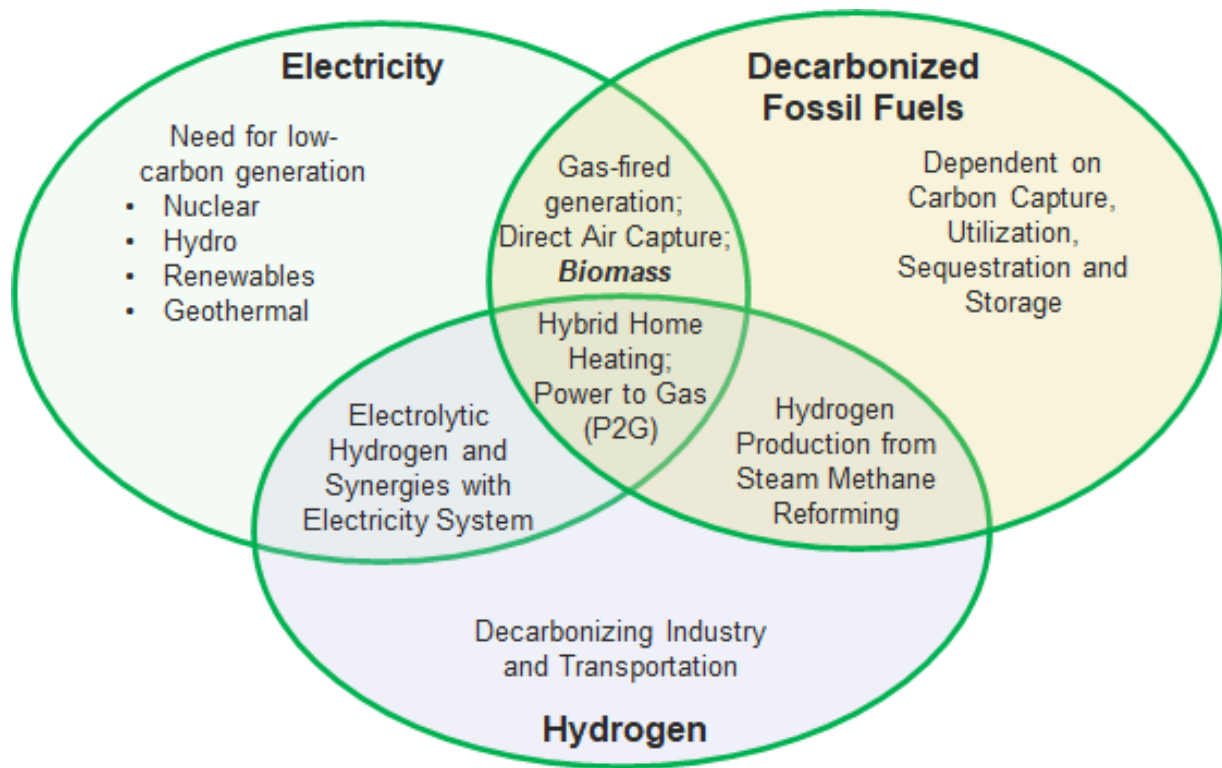 Electricity
Need for low-
carbon generation
• Nuclear
• Hydro
• Renewables
• Geothermal
Decarbonized
Fossil Fuels
Dependent on
Carbon Capture,
Utilization,
Sequestration and
Storage
Gas-fired
generation;
Direct Air Capture;
Biomass
Hybrid Home
Heating;
Power to Gas
(P2G)
Electrolytic
Hydrogen and
Synergies with
Electricity System
Hydrogen
Production from
Steam Methane
Reforming
Decarbonizing Industry
and Transportation
Hydrogen